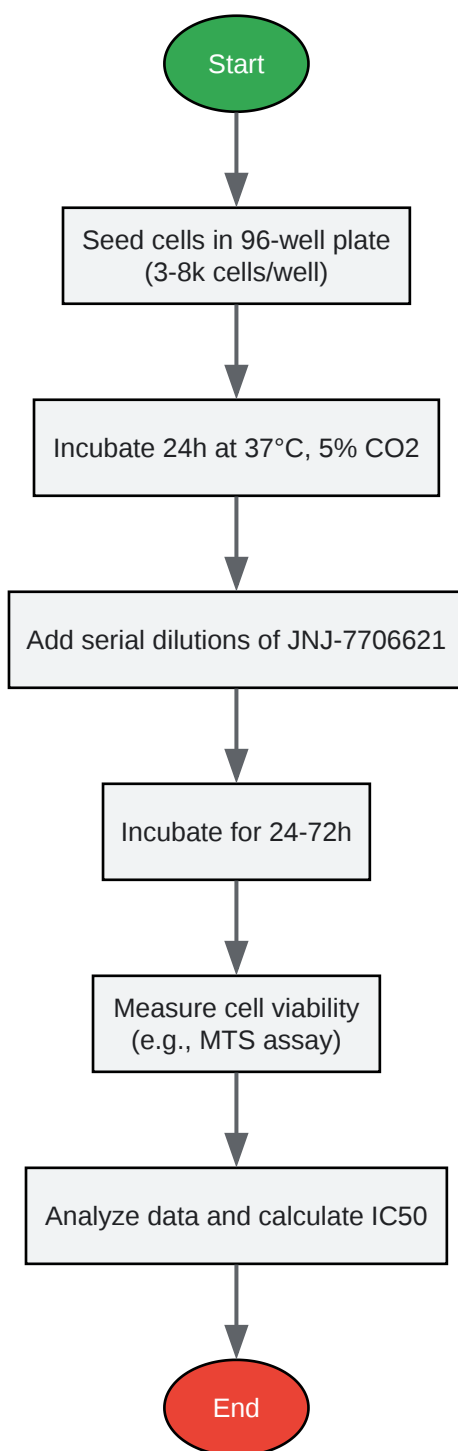 Start
Seed cells in 96-well plate
(3-8k cells/well)
Incubate 24h at 37°C, 5% CO2
Add serial dilutions of JNJ-7706621
Incubate for 24-72h
Measure cell viability
(e.g., MTS assay)
Analyze data and calculate IC50
End